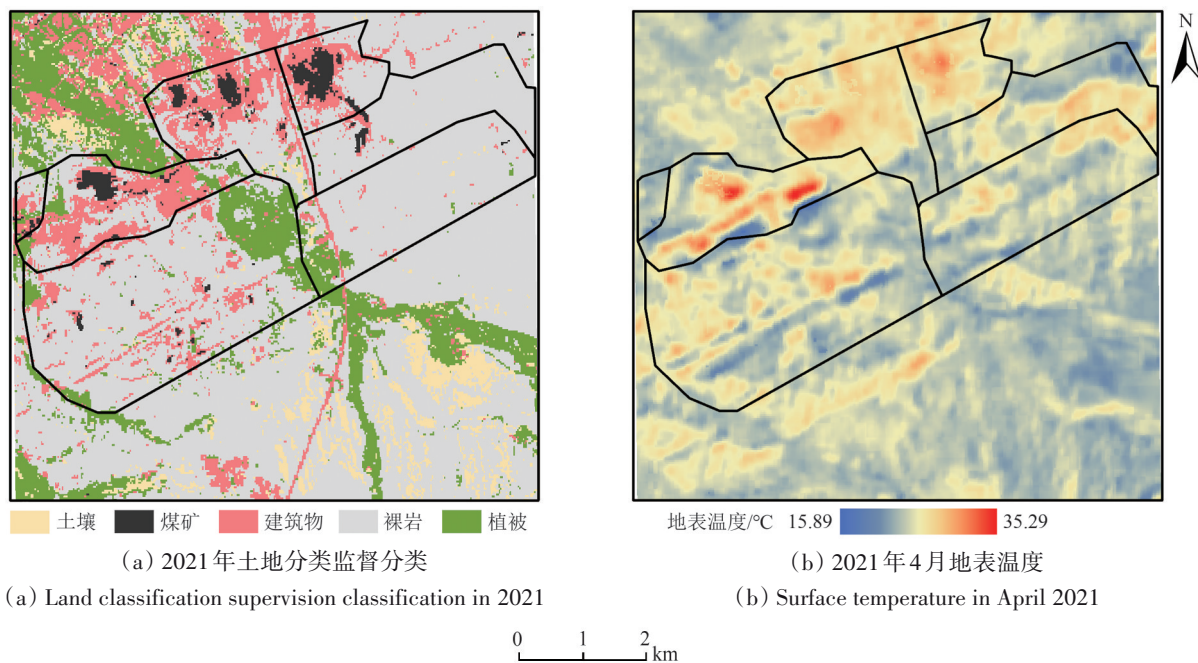 N
土壤 煤矿 建筑物 裸岩 植被
地表温度/℃ 15.89 35.29
(a) 2021年土地分类监督分类
(b) 2021年4月地表温度
(a) Land classification supervision classification in 2021
(b) Surface temperature in April 2021
0 1 2
km